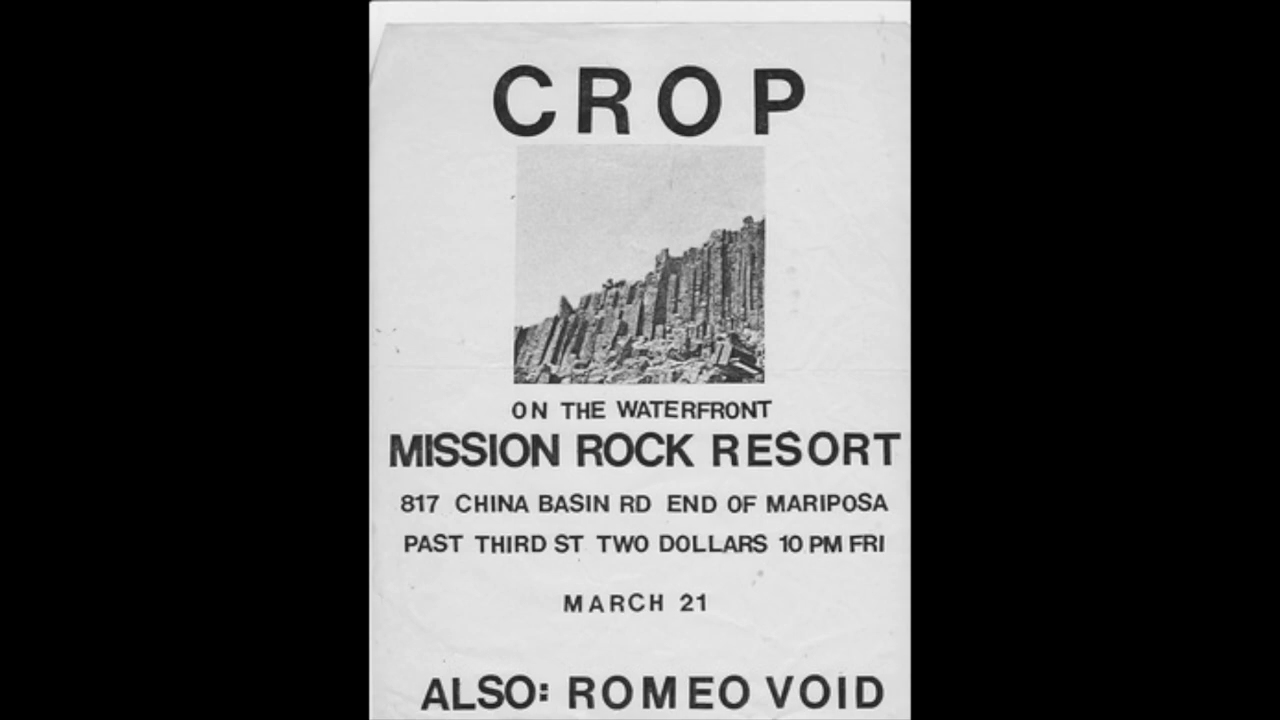 CROP
ON THE WATERFRONT
MISSION ROCK RESORT
817 CHINA BASIN RD END OF MARIPOSA
PAST THIRD ST TWO DOLLARS 10 PM FRI
MARCH 21
ALSO: ROMEO VOID